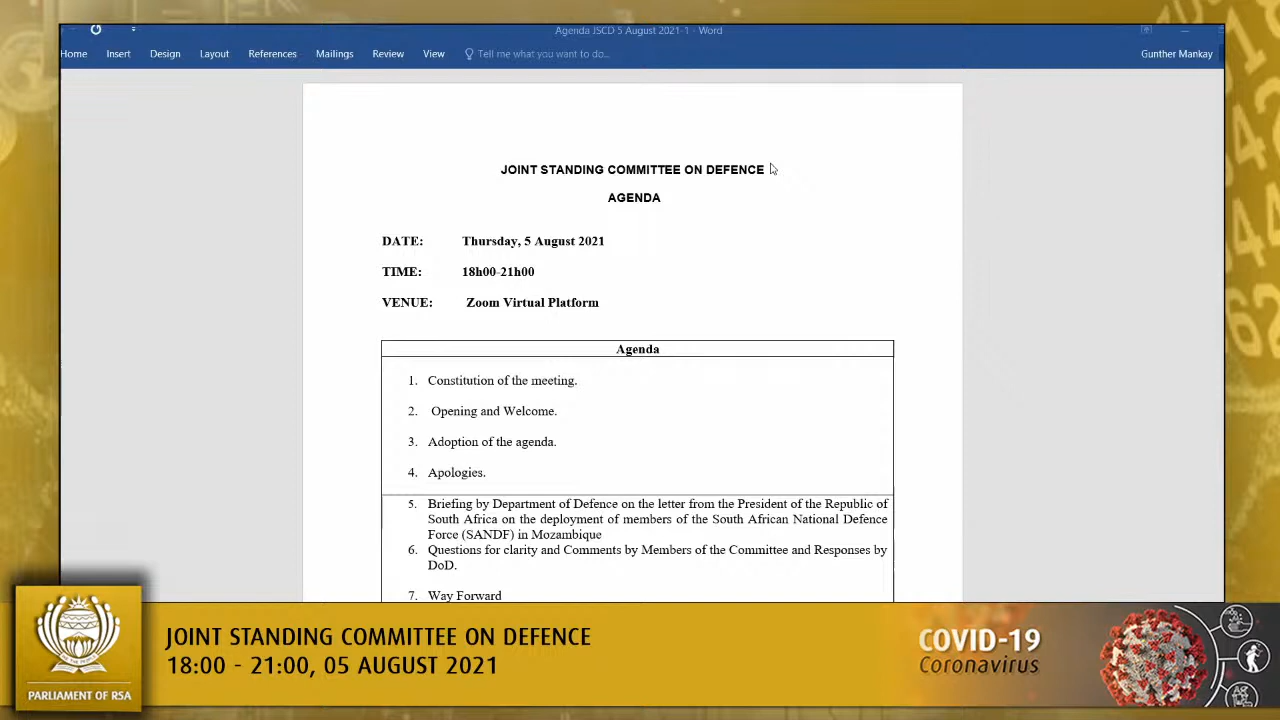 Agenda JSCD 5 August 2021-1 - Word
Home Insert Design Layout References Mailings Review View Tell me what you want to do... Gunther Mankay
JOINT STANDING COMMITTEE ON DEFENCE
AGENDA
DATE: Thursday, 5 August 2021
TIME: 18h00-21h00
VENUE: Zoom Virtual Platform
Agenda
1. Constitution of the meeting.
2. Opening and Welcome.
3. Adoption of the agenda.
4. Apologies.
5. Briefing by Department of Defence on the letter from the President of the Republic of
South Africa on the deployment of members of the South African National Defence
Force (SANDF) in Mozambique
6. Questions for clarity and Comments by Members of the Committee and Responses by
DoD.
7. Way Forward
JOINT STANDING COMMITTEE ON DEFENCE
18:00 - 21:00, 05 AUGUST 2021
COVID-19
Coronavirus
PARLIAMENT OF RSA